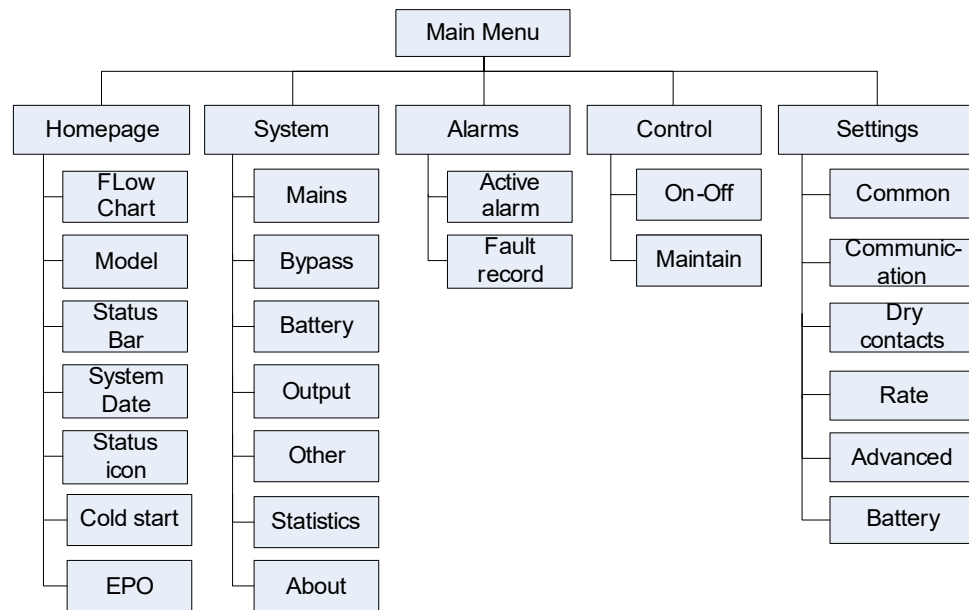 Main Menu
Homepage
System
Alarms
Control
Settings
FLow
Chart
Model
Status
Bar
System
Date
Status
icon
Cold start
EPO
Mains
Bypass
Battery
Output
Other
Statistics
About
Active
alarm
Fault
record
On-Off
Maintain
Common
Communic-
ation
Dry
contacts
Rate
Advanced
Battery